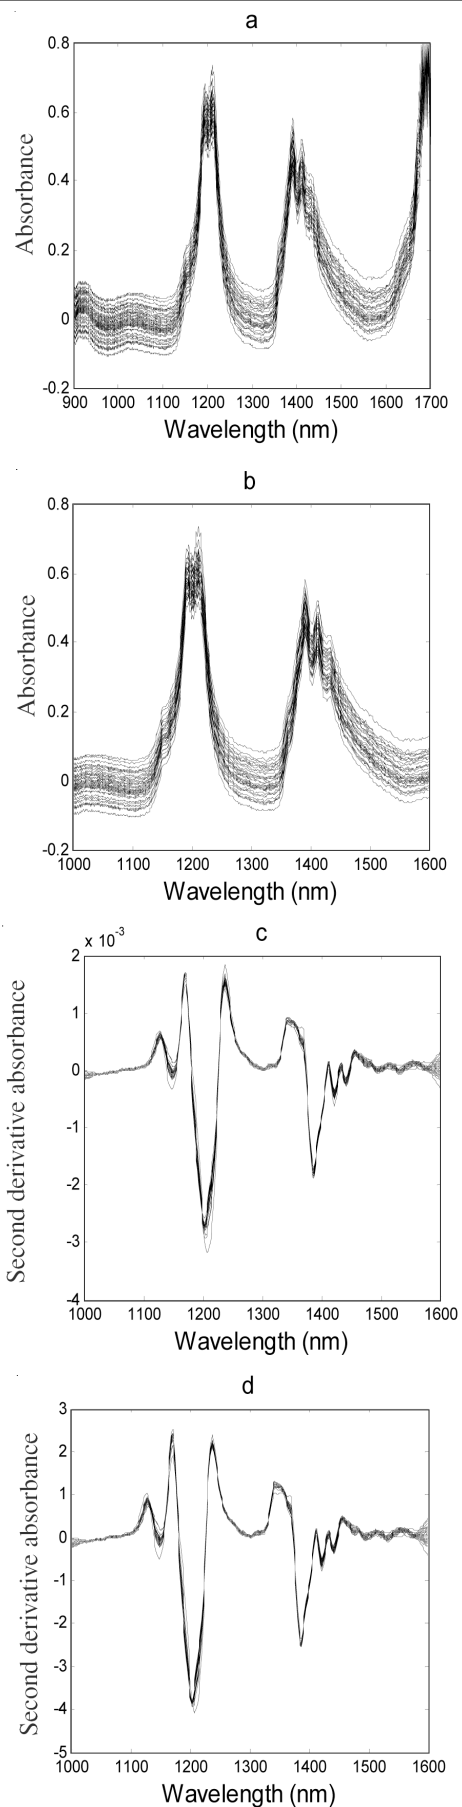 a
0.8
0.6
0.4
0.2
0
-0.2
Absorbance
900 1000 1100 1200 1300 1400 1500 1600 1700
Wavelength (nm)
b
0.8
0.6
0.4
0.2
0
-0.2
Absorbance
1000 1100 1200 1300 1400 1500 1600
Wavelength (nm)
c
x 10-3
2
1
0
-1
-2
-3
-4
Second derivative absorbance
1000 1100 1200 1300 1400 1500 1600
Wavelength (nm)
d
3
2
1
0
-1
-2
-3
-4
-5
Second derivative absorbance
1000 1100 1200 1300 1400 1500 1600
Wavelength (nm)